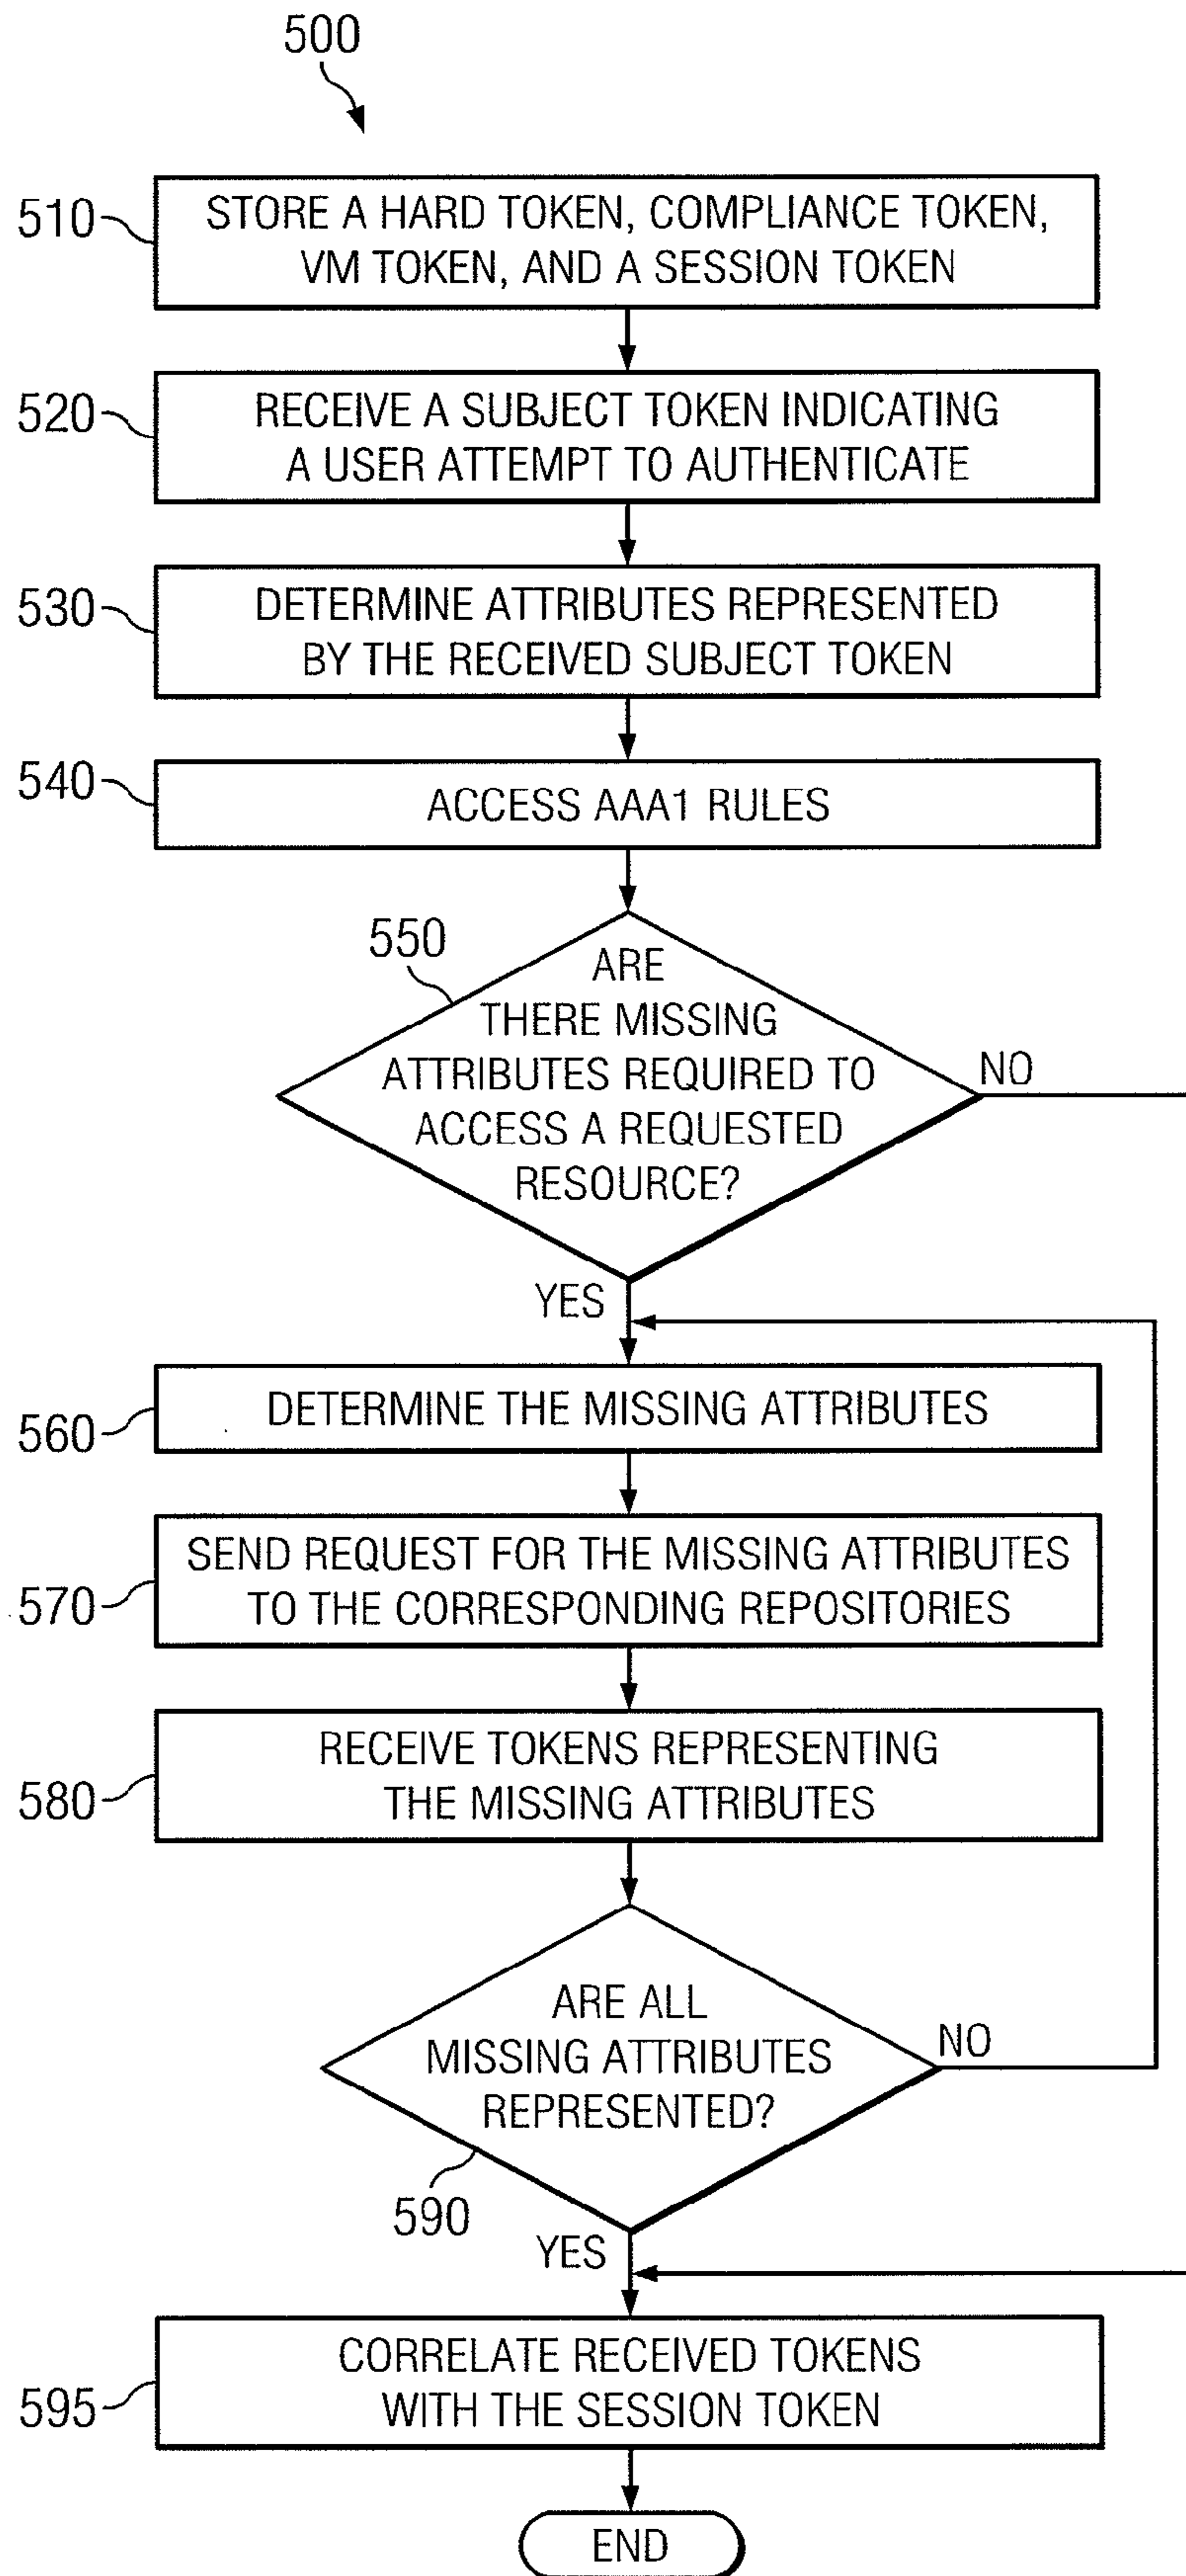 500
510
STORE A HARD TOKEN, COMPLIANCE TOKEN,
VM TOKEN, AND A SESSION TOKEN
520
RECEIVE A SUBJECT TOKEN INDICATING
A USER ATTEMPT TO AUTHENTICATE
530
DETERMINE ATTRIBUTES REPRESENTED
BY THE RECEIVED SUBJECT TOKEN
540
ACCESS AAA1 RULES
550
ARE
THERE MISSING
ATTRIBUTES REQUIRED TO
ACCESS A REQUESTED
RESOURCE?
NO
YES
560
DETERMINE THE MISSING ATTRIBUTES
570
SEND REQUEST FOR THE MISSING ATTRIBUTES
TO THE CORRESPONDING REPOSITORIES
580
RECEIVE TOKENS REPRESENTING
THE MISSING ATTRIBUTES
ARE ALL
MISSING ATTRIBUTES
REPRESENTED?
NO
590
YES
595
CORRELATE RECEIVED TOKENS
WITH THE SESSION TOKEN
END